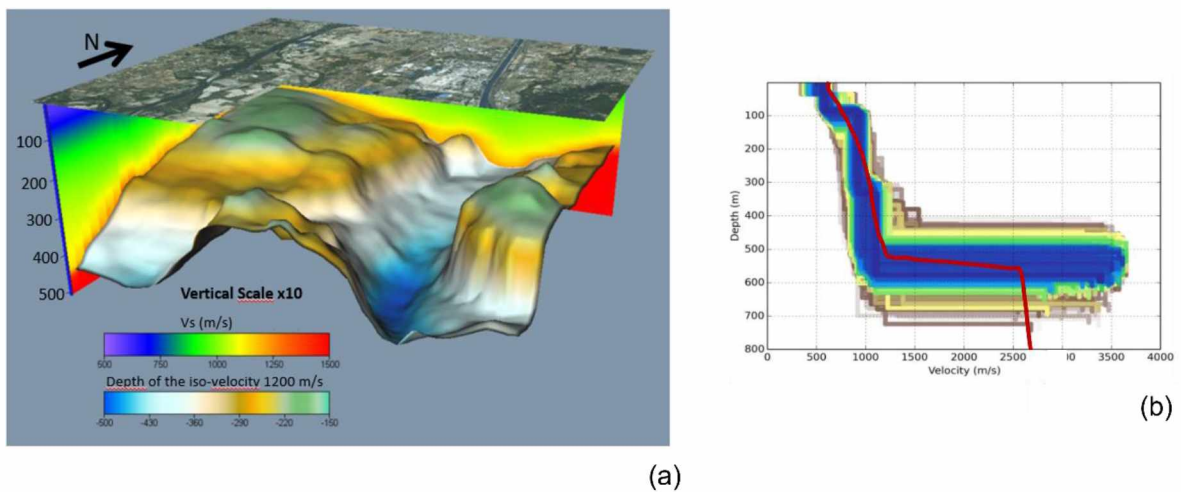 N
100
200
300
400
500
Vertical Scale x10
Vs (m/s)
500 750 1000 1250 1500
Depth of the iso-velocity 1200 m/s
-500 -430 -360 -290 -220 -150
(a)
100
200
300
400
500
600
700
800
Depth (m)
0 500 1000 1500 2000 2500 3500 4000
Velocity (m/s)
(b)